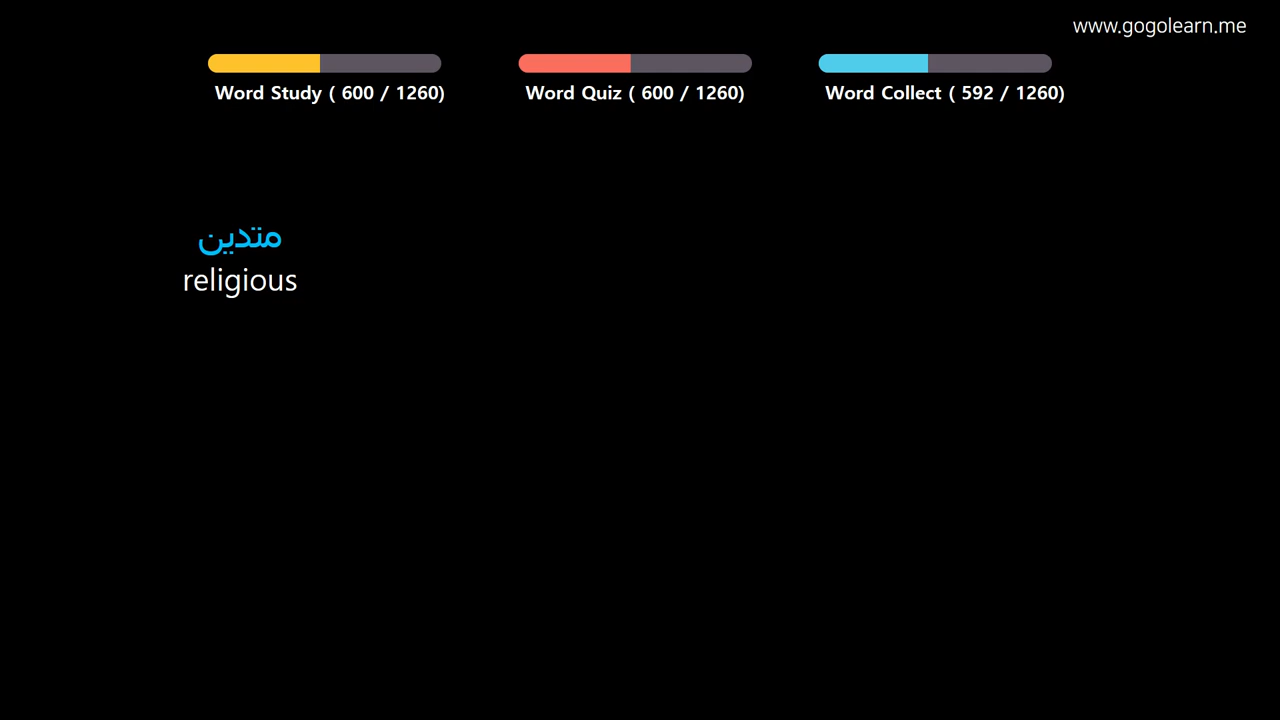 www.gogolearn.me
Word Study ( 600 / 1260)
Word Quiz ( 600 / 1260)
Word Collect ( 592 / 1260)
متدين
religious